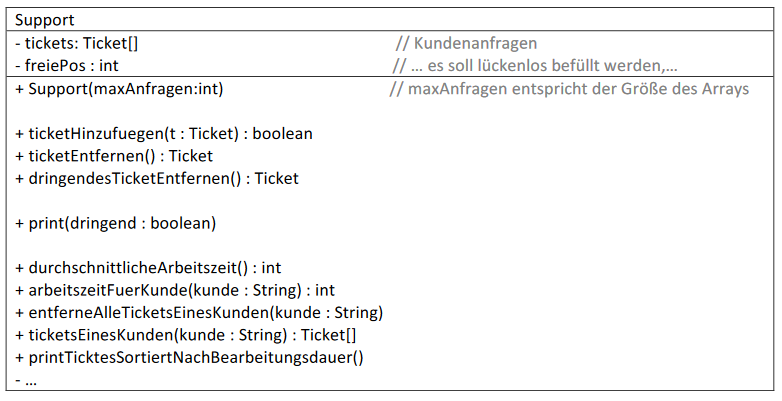 Support
- tickets: Ticket[] // Kundenanfragen
- freiePos : int // ... es soll lückenlos befüllt werden,...
+ Support(maxAnfragen:int) // maxAnfragen entspricht der Größe des Arrays
+ ticketHinzufuegen(t : Ticket) : boolean
+ ticketEntfernen() : Ticket
+ dringendesTicketEntfernen() : Ticket
+ print(dringend : boolean)
+ durchschnittlicheArbeitszeit() : int
+ arbeitszeitFuerKunde(kunde : String) : int
+ entferneAlleTicketsEinesKunden(kunde : String)
+ ticketsEinesKunden(kunde : String) : Ticket[]
+ printTicktesSortiertNachBearbeitungsdauer()
- ...